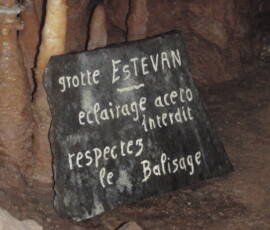 grotte EsTEVAN
eclairage aceto
interdit
respectez
le Balisage